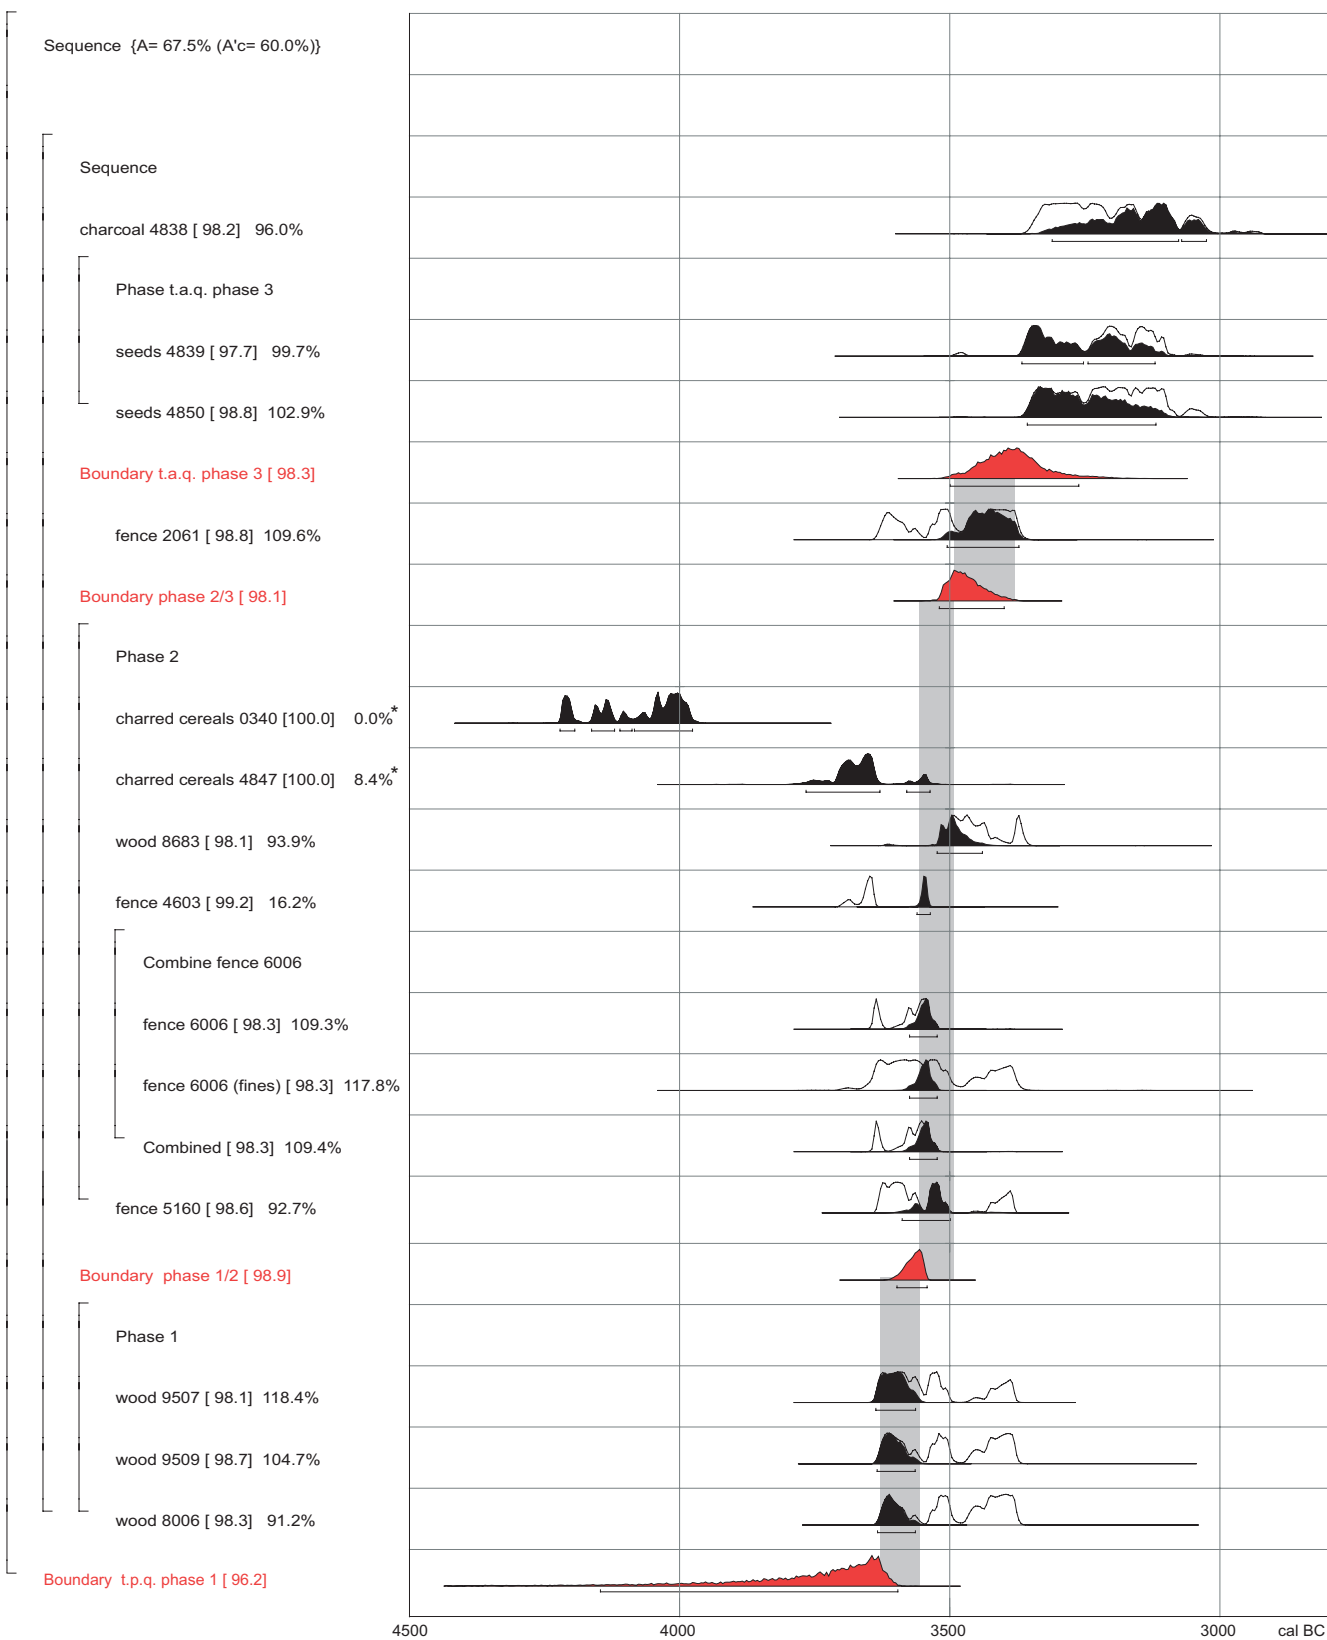 Sequence {A= 67.5% (A'c= 60.0%)}
Sequence
charcoal 4838 [ 98.2] 96.0%
Phase t.a.q. phase 3
seeds 4839 [ 97.7] 99.7%
seeds 4850 [ 98.8] 102.9%
Boundary t.a.q. phase 3 [ 98.3]
fence 2061 [ 98.8] 109.6%
Boundary phase 2/3 [ 98.1]
Phase 2
charred cereals 0340 [100.0] 0.0%*
charred cereals 4847 [100.0] 8.4%*
wood 8683 [ 98.1] 93.9%
fence 4603 [ 99.2] 16.2%
Combine fence 6006
fence 6006 [ 98.3] 109.3%
fence 6006 (fines) [ 98.3] 117.8%
Combined [ 98.3] 109.4%
fence 5160 [ 98.6] 92.7%
Boundary phase 1/2 [ 98.9]
Phase 1
wood 9507 [ 98.1] 118.4%
wood 9509 [ 98.7] 104.7%
wood 8006 [ 98.3] 91.2%
Boundary t.p.q. phase 1 [ 96.2]
4500 4000 3500 3000 cal BC